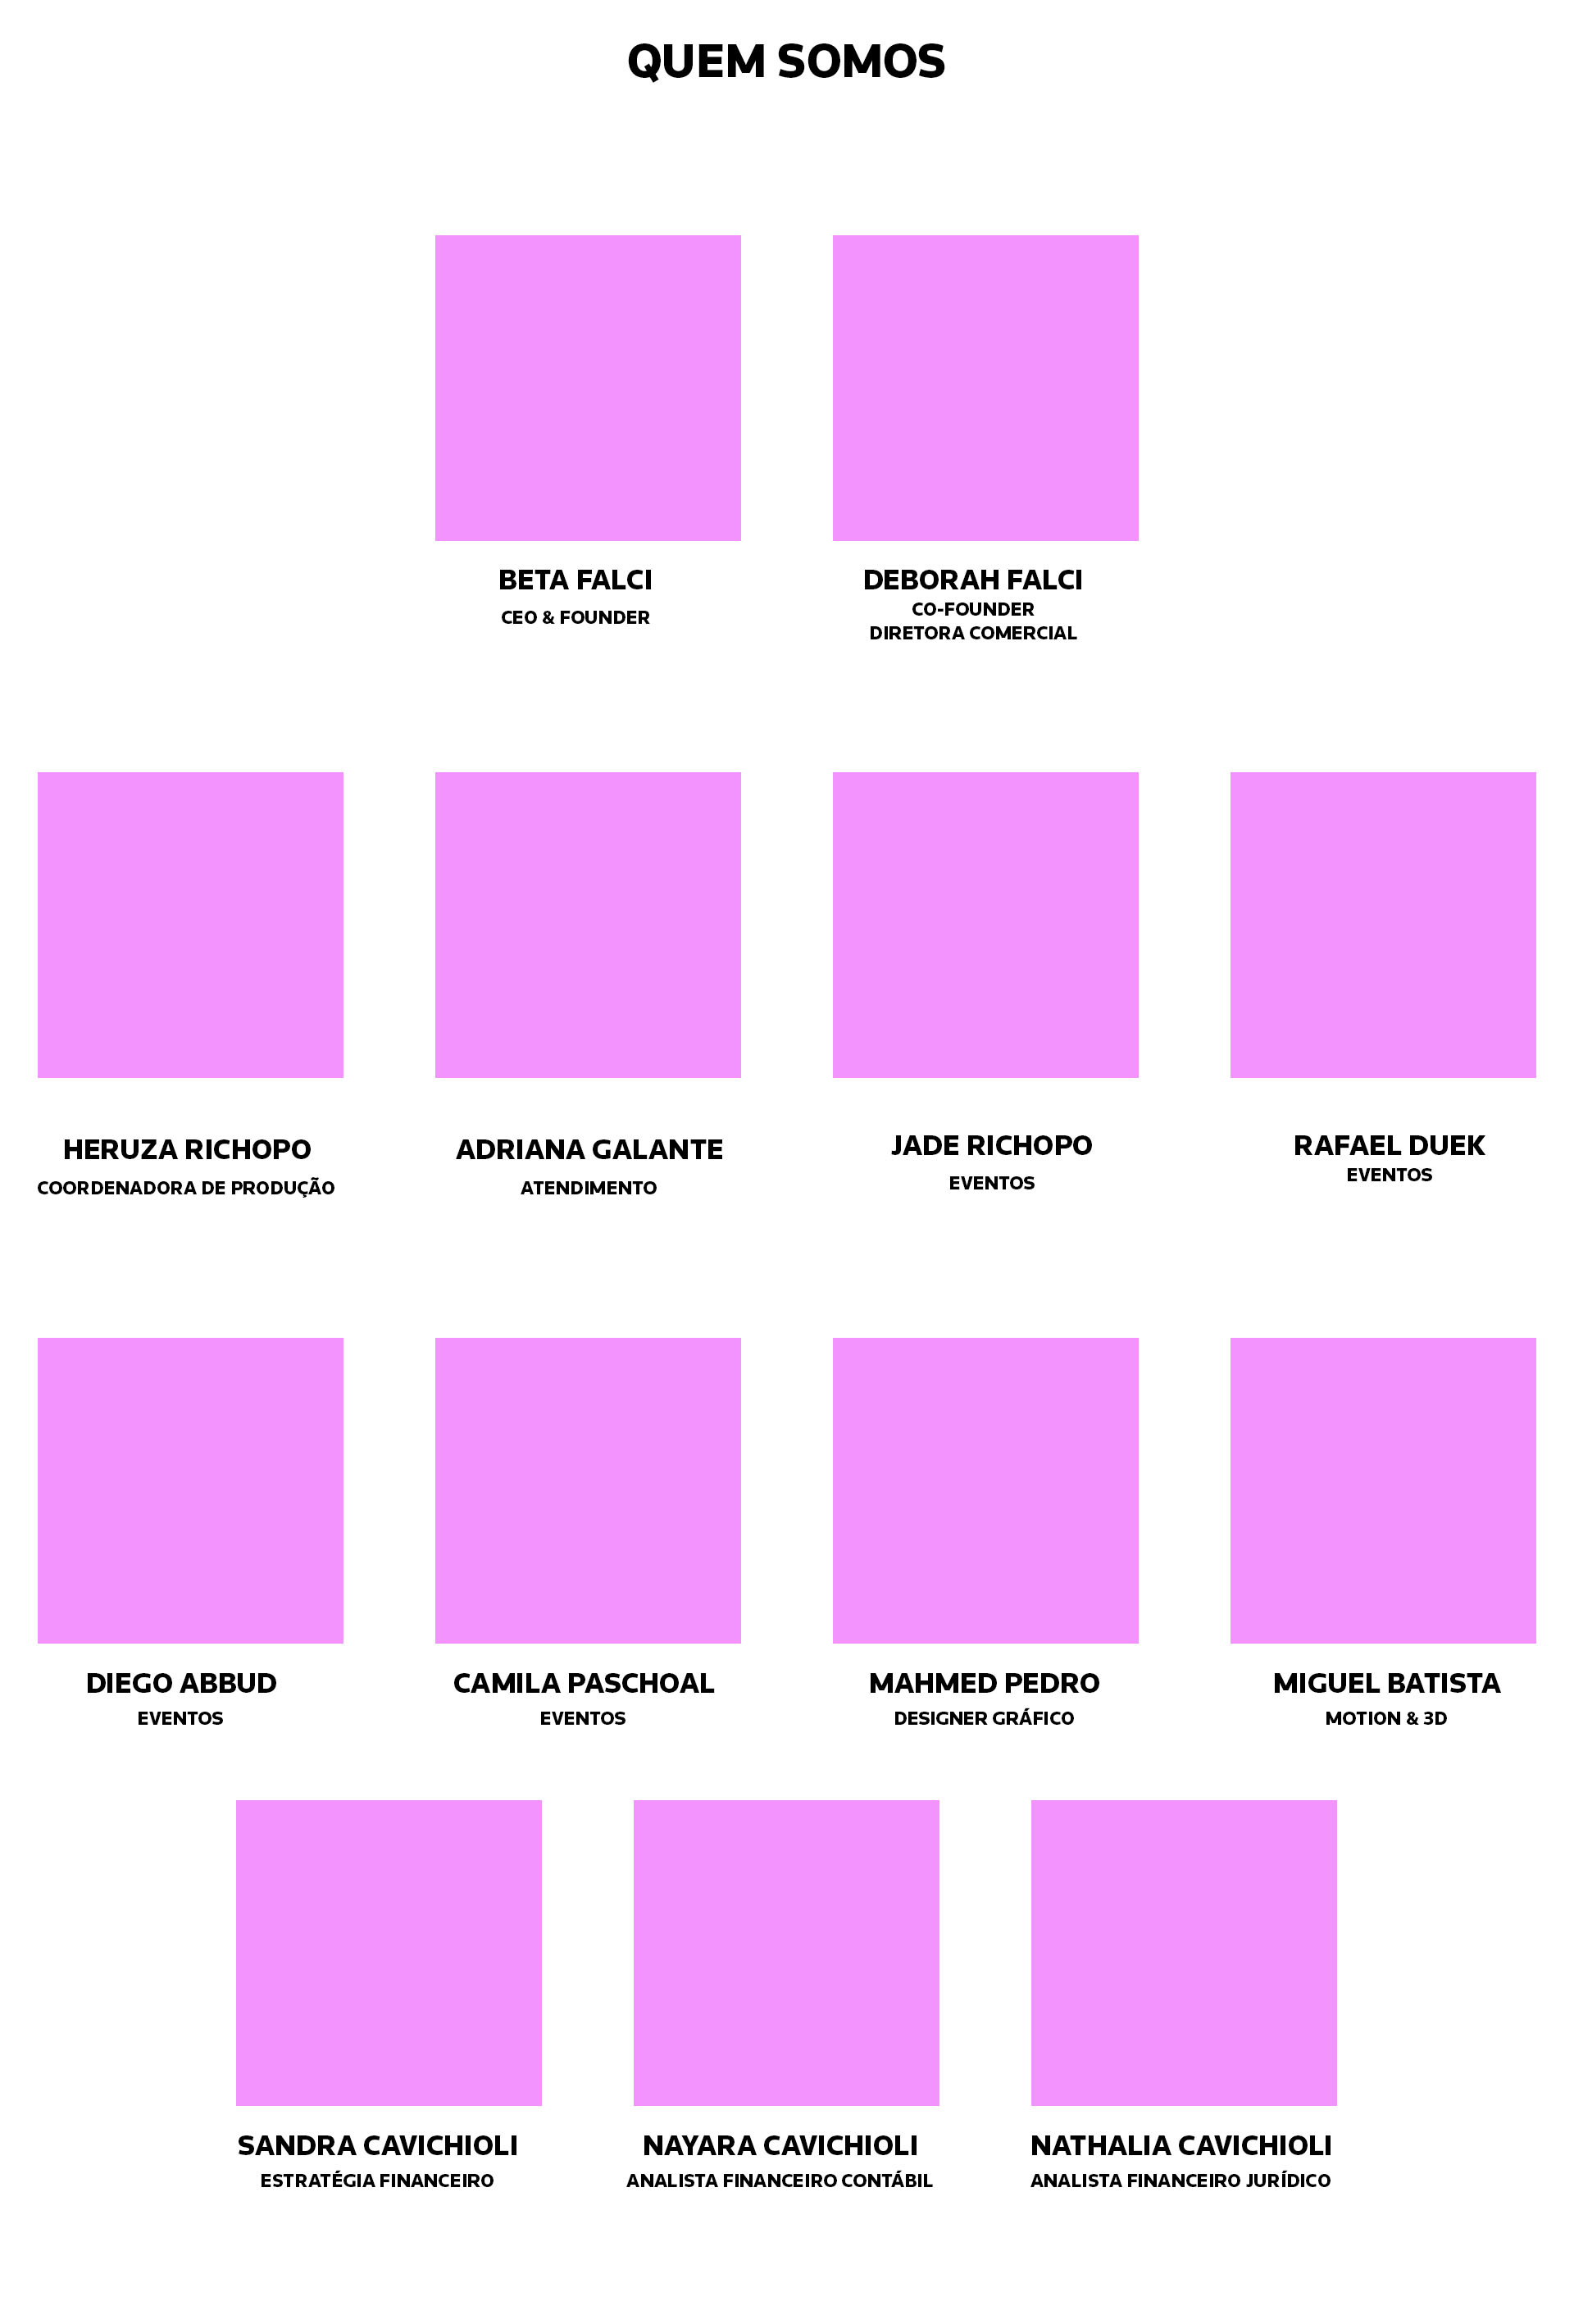 QUEM SOMOS
BETA FALCI
CEO & FOUNDER
DEBORAH FALCI
CO-FOUNDER
DIRETORA COMERCIAL
HERUZA RICHOPO
COORDENADORA DE PRODUÇÃO
ADRIANA GALANTE
ATENDIMENTO
JADE RICHOPO
EVENTOS
RAFAEL DUEK
EVENTOS
DIEGO ABBUD
EVENTOS
CAMILA PASCHOAL
EVENTOS
MAHMED PEDRO
DESIGNER GRÁFICO
MIGUEL BATISTA
MOTION & 3D
SANDRA CAVICHIOLI
ESTRATÉGIA FINANCEIRO
NAYARA CAVICHIOLI
ANALISTA FINANCEIRO CONTÁBIL
NATHALIA CAVICHIOLI
ANALISTA FINANCEIRO JURÍDICO